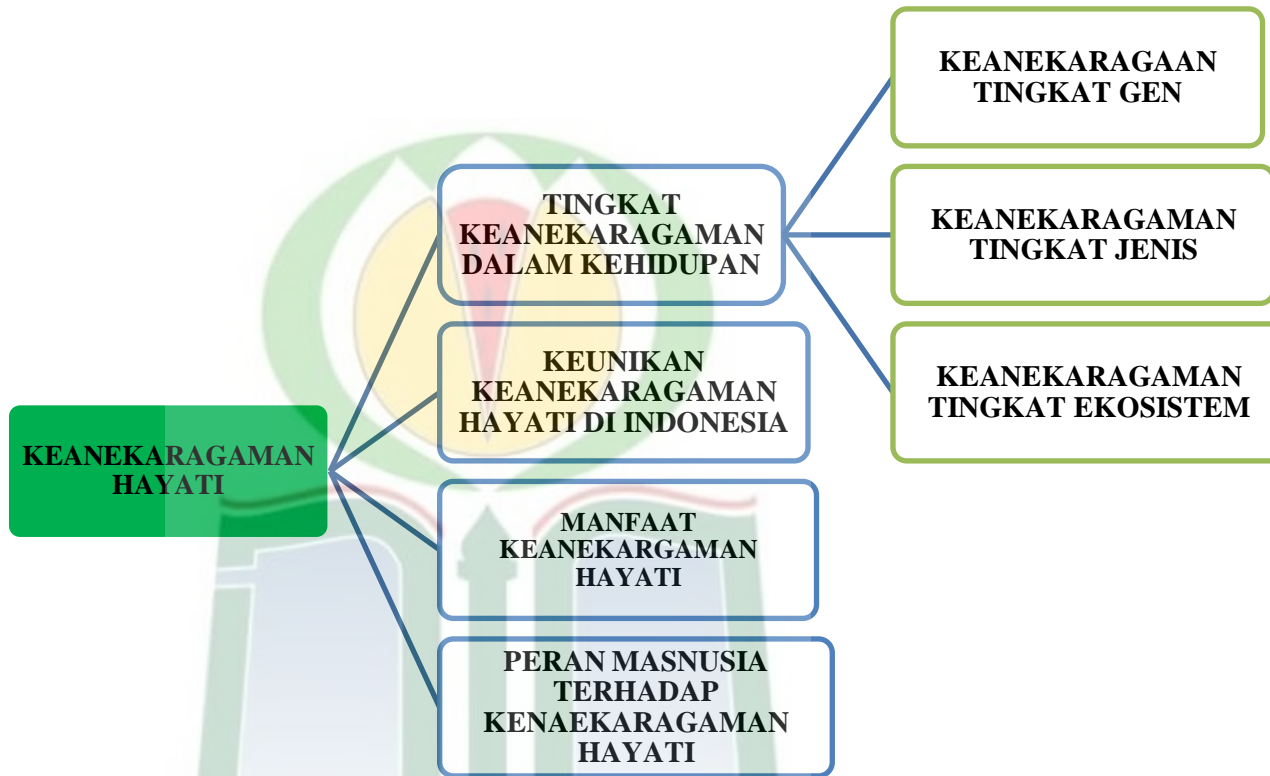 KEANEKARAGAMAN
HAYATI
TINGKAT
KEANEKARAGAMAN
DALAM KEHIDUPAN
KEANEKARAGAAN
TINGKAT GEN
KEANEKARAGAMAN
TINGKAT JENIS
KEANEKARAGAMAN
TINGKAT EKOSISTEM
KEUNIKAN
KEANEKARAGAMAN
HAYATI DI INDONESIA
MANFAAT
KEANEKARGAMAN
HAYATI
PERAN MASNUSIA
TERHADAP
KENAEKARAGAMAN
HAYATI